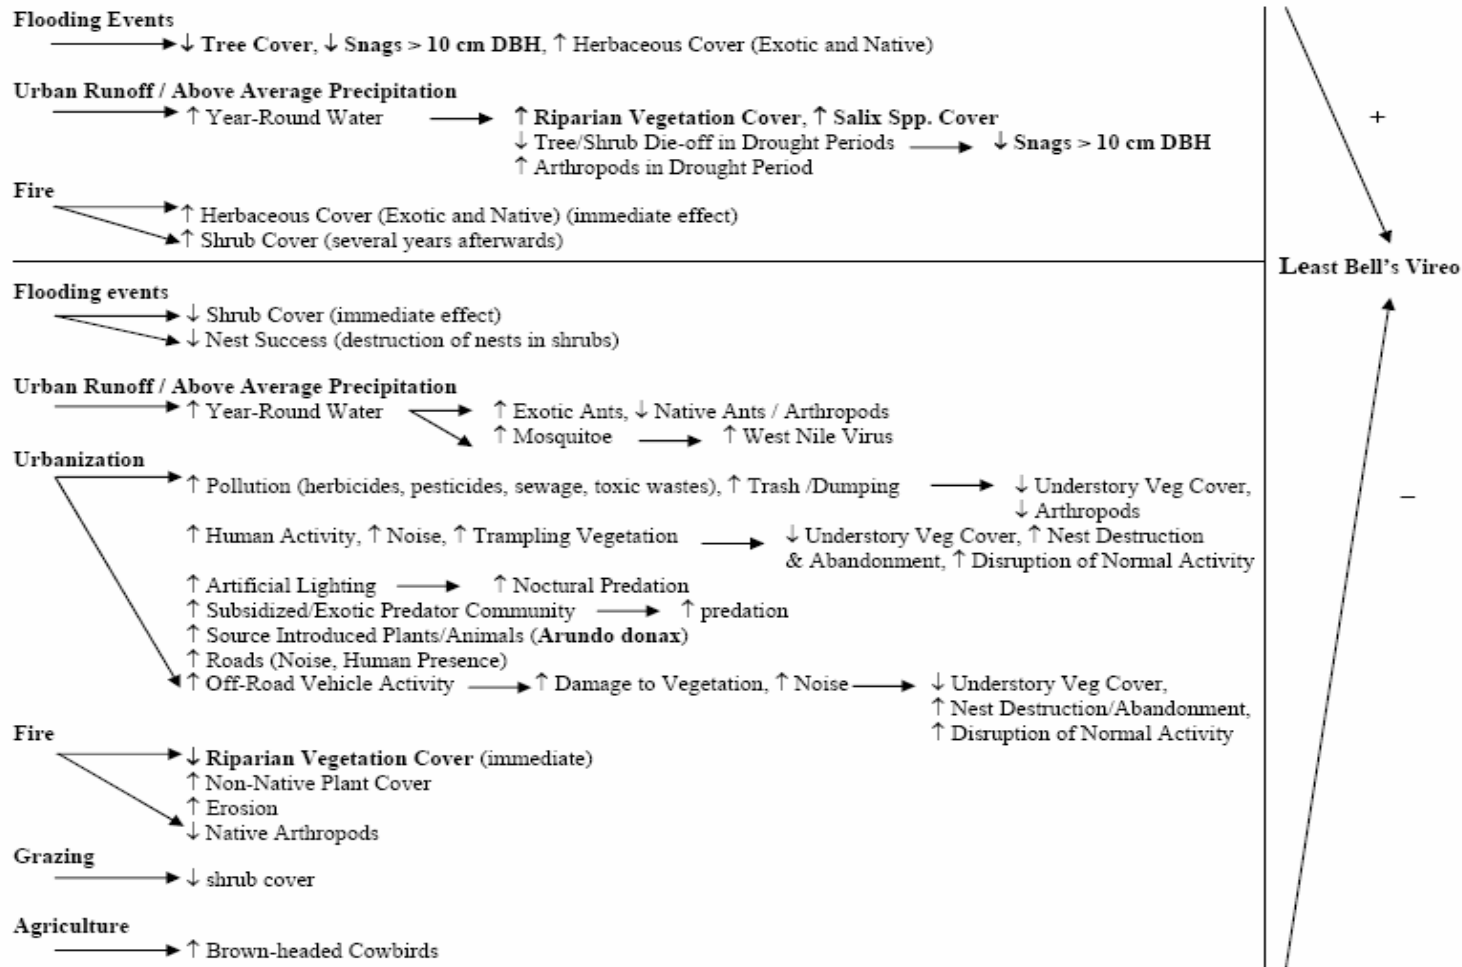 Flooding Events
↓ Tree Cover, ↓ Snags > 10 cm DBH, ↑ Herbaceous Cover (Exotic and Native)
Urban Runoff / Above Average Precipitation
↑ Year-Round Water
↑ Riparian Vegetation Cover, ↑ Salix Spp. Cover
↓ Tree/Shrub Die-off in Drought Periods
↓ Snags > 10 cm DBH
↑ Arthropods in Drought Period
Fire
↑ Herbaceous Cover (Exotic and Native) (immediate effect)
↑ Shrub Cover (several years afterwards)
+
Least Bell's Vireo
Flooding events
↓ Shrub Cover (immediate effect)
↓ Nest Success (destruction of nests in shrubs)
Urban Runoff / Above Average Precipitation
↑ Year-Round Water
↑ Exotic Ants, ↓ Native Ants / Arthropods
↑ Mosquitoe
↑ West Nile Virus
Urbanization
↑ Pollution (herbicides, pesticides, sewage, toxic wastes), ↑ Trash /Dumping
↓ Understory Veg Cover,
↓ Arthropods
↑ Human Activity, ↑ Noise, ↑ Trampling Vegetation
↓ Understory Veg Cover, ↑ Nest Destruction
& Abandonment, ↑ Disruption of Normal Activity
↑ Artificial Lighting
↑ Noctural Predation
↑ Subsidized/Exotic Predator Community
↑ predation
↑ Source Introduced Plants/Animals (Arundo donax)
↑ Roads (Noise, Human Presence)
↑ Off-Road Vehicle Activity
↑ Damage to Vegetation, ↑ Noise
↓ Understory Veg Cover,
↑ Nest Destruction/Abandonment,
↑ Disruption of Normal Activity
−
Fire
↓ Riparian Vegetation Cover (immediate)
↑ Non-Native Plant Cover
↑ Erosion
↓ Native Arthropods
Grazing
↓ shrub cover
Agriculture
↑ Brown-headed Cowbirds